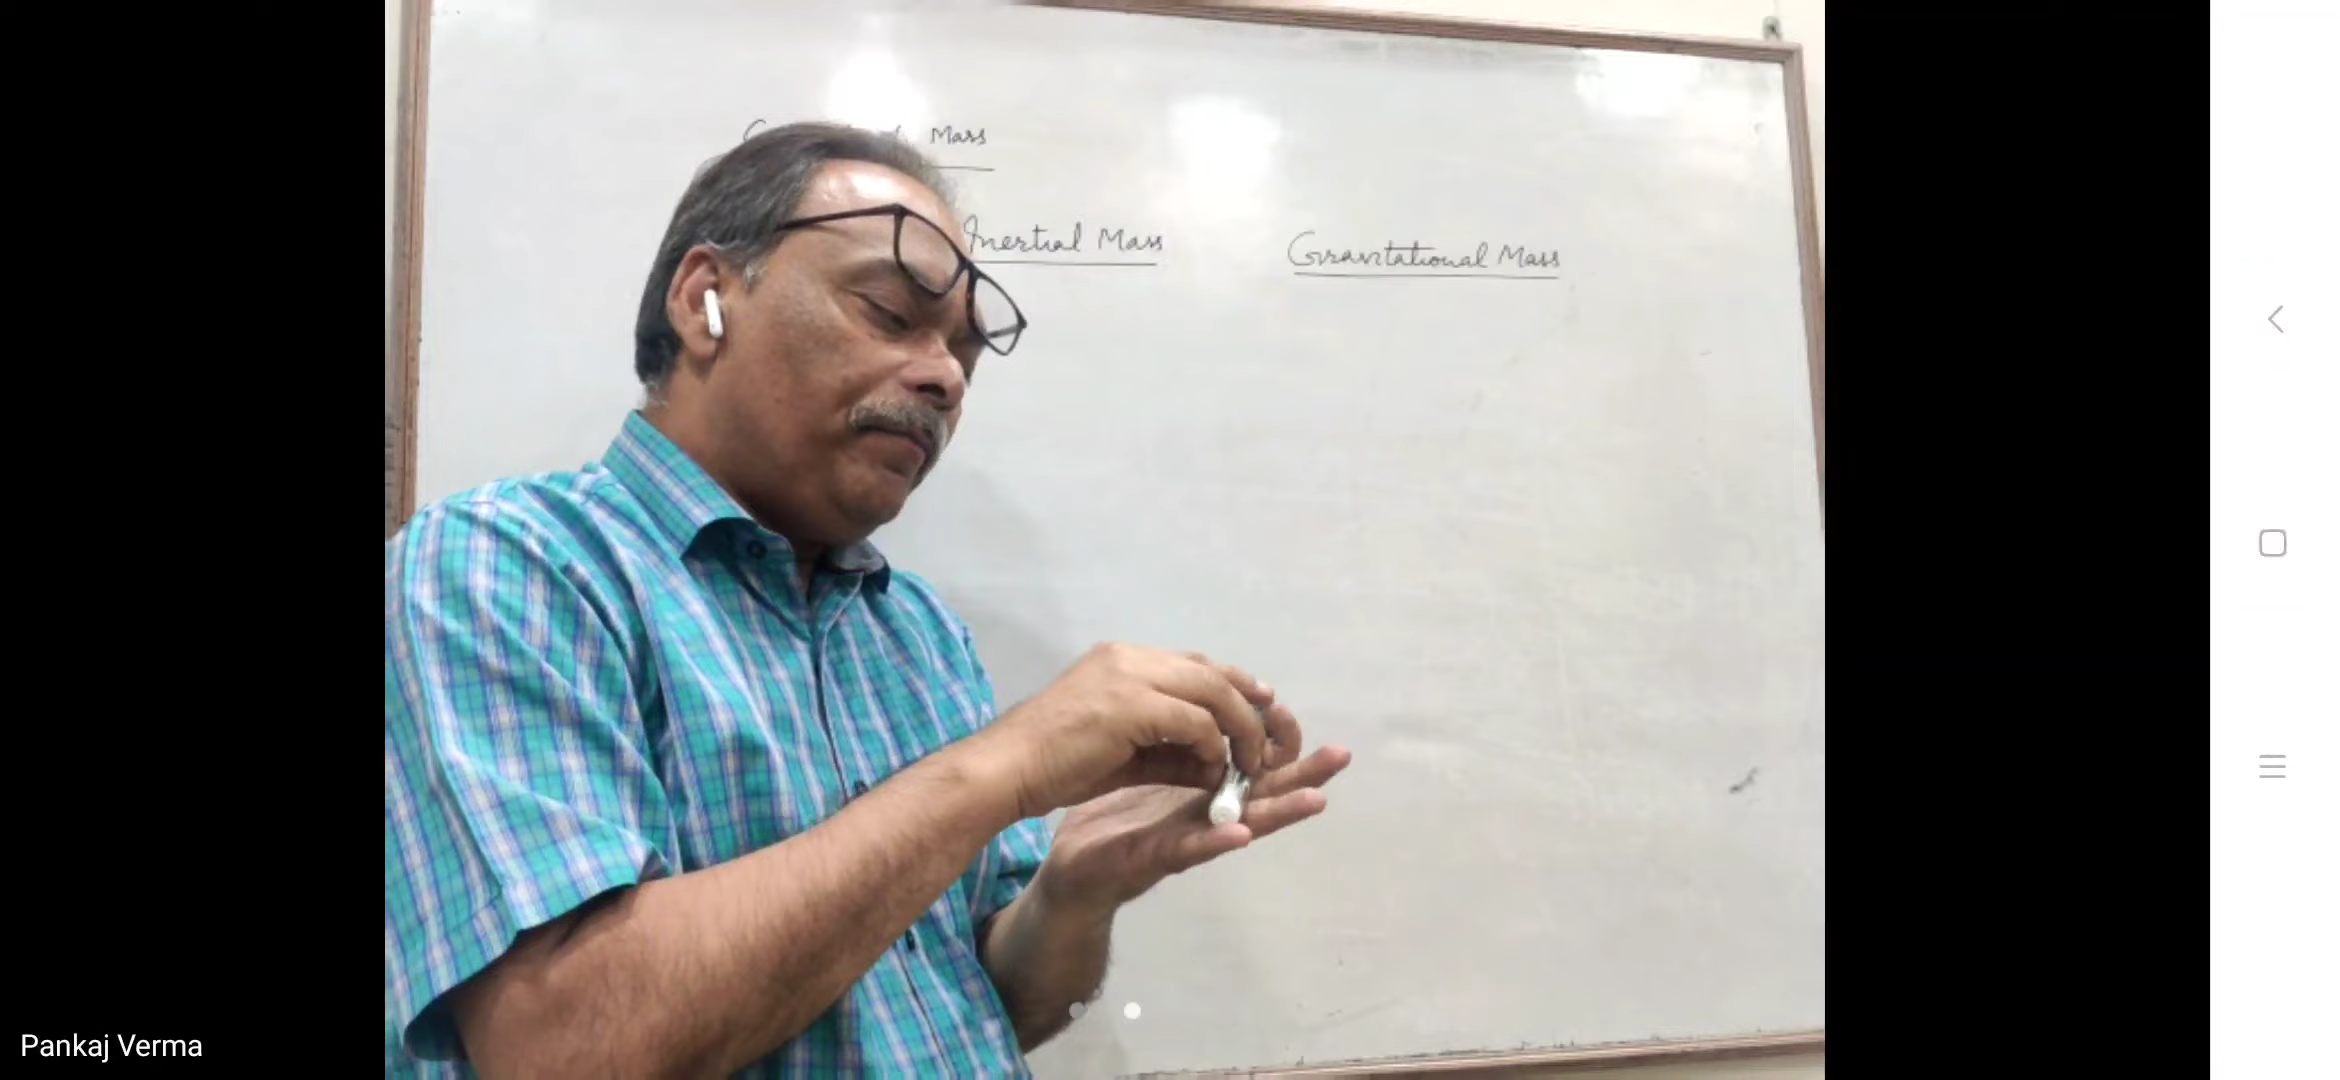 Mass
Inertial Mass
Gravitational Mass
Pankaj Verma